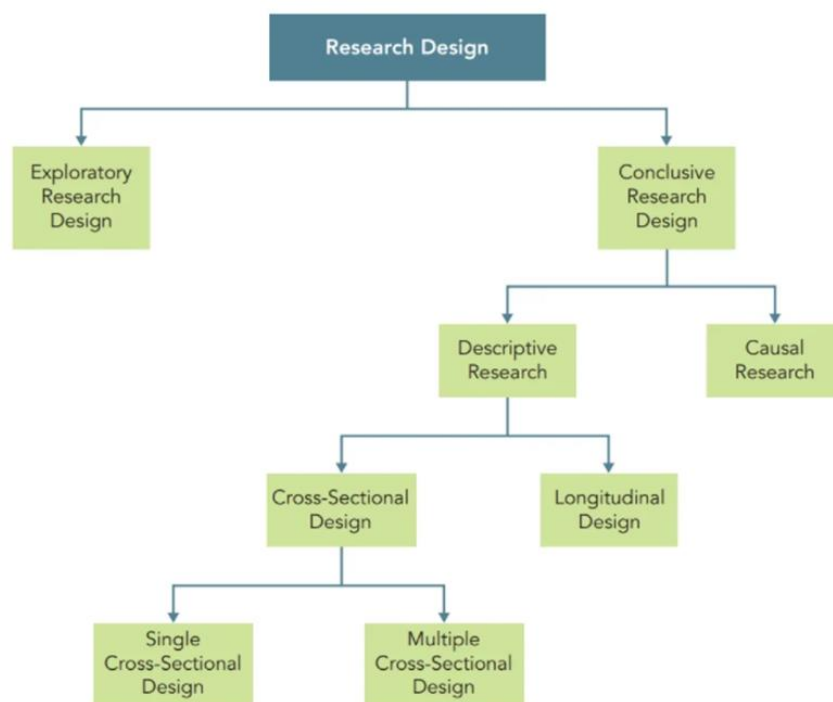 Research Design
Exploratory
Research
Design
Conclusive
Research
Design
Descriptive
Research
Causal
Research
Cross-Sectional
Design
Longitudinal
Design
Single
Cross-Sectional
Design
Multiple
Cross-Sectional
Design